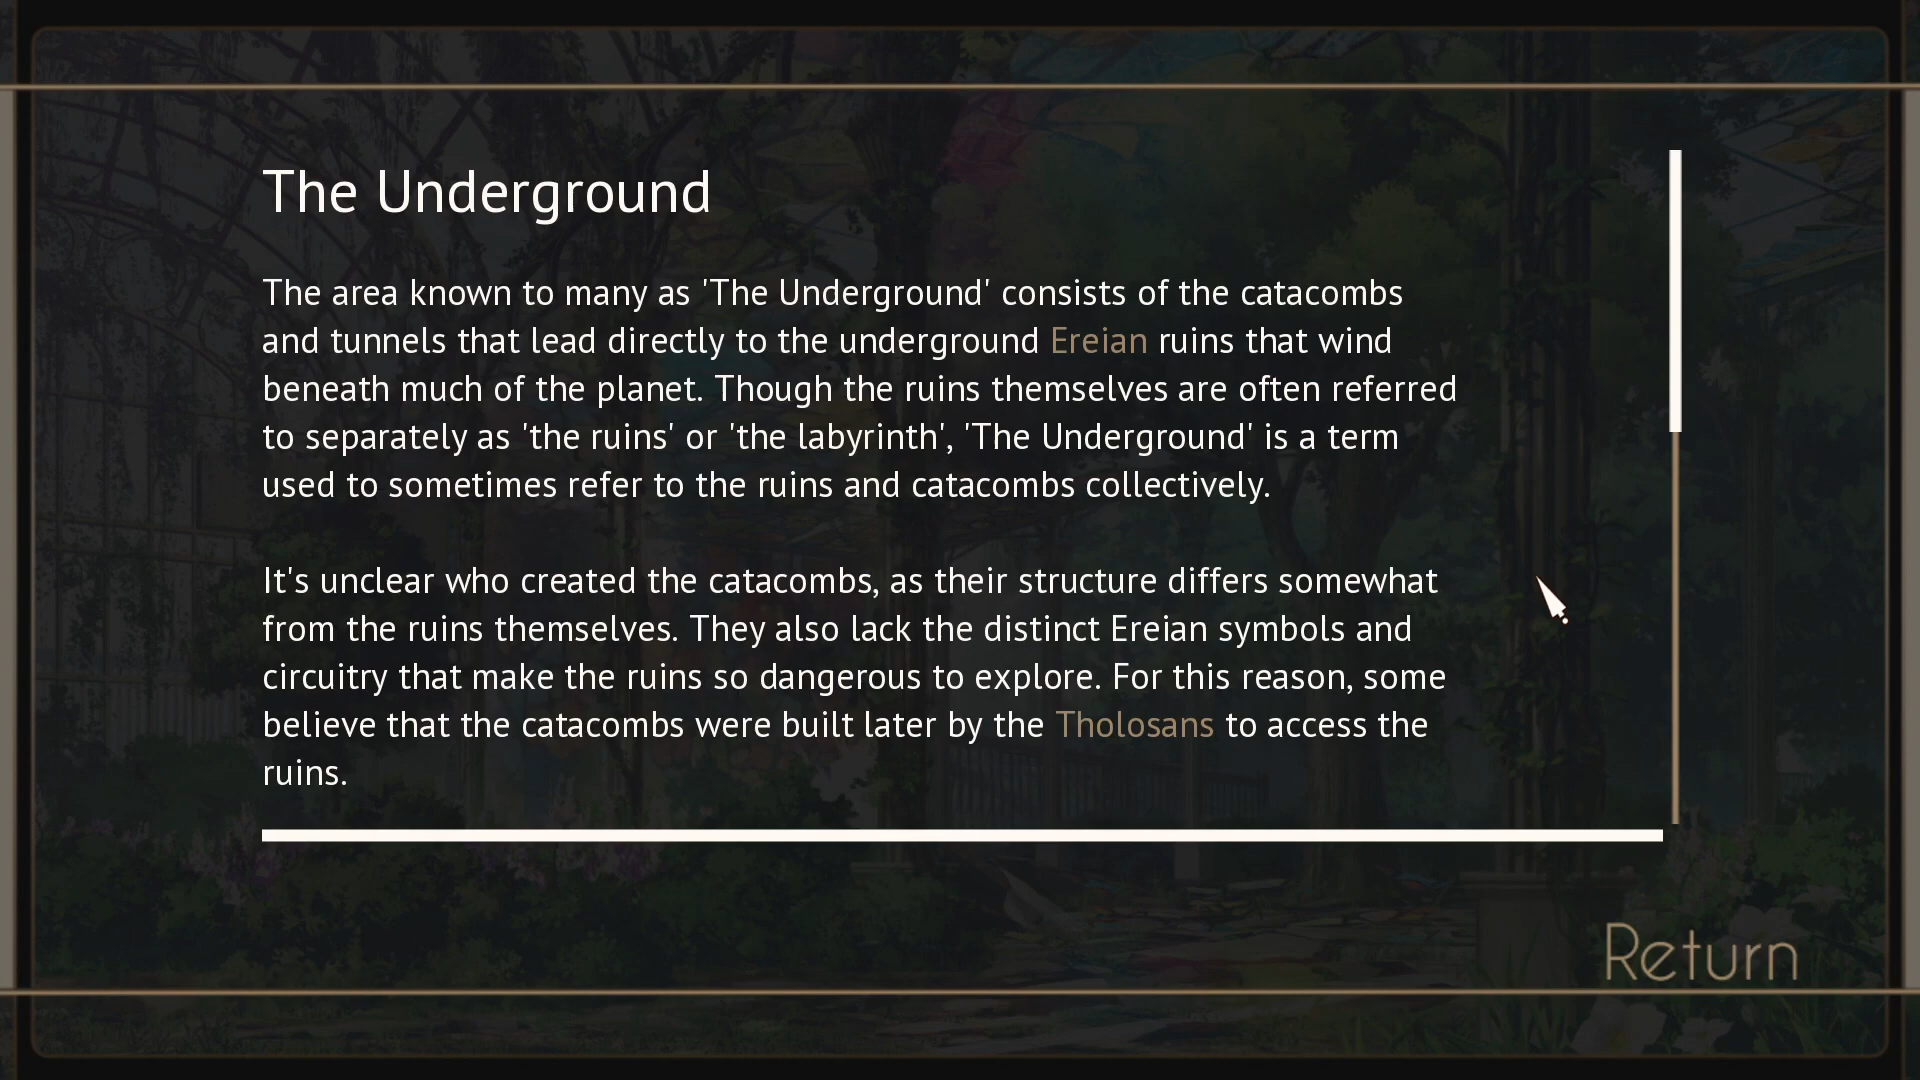 The Underground
The area known to many as 'The Underground' consists of the catacombs
and tunnels that lead directly to the underground Ereian ruins that wind
beneath much of the planet. Though the ruins themselves are often referred
to separately as 'the ruins' or 'the labyrinth', 'The Underground' is a term
used to sometimes refer to the ruins and catacombs collectively.
It's unclear who created the catacombs, as their structure differs somewhat
from the ruins themselves. They also lack the distinct Ereian symbols and
circuitry that make the ruins so dangerous to explore. For this reason, some
believe that the catacombs were built later by the Tholosans to access the
ruins.
Return